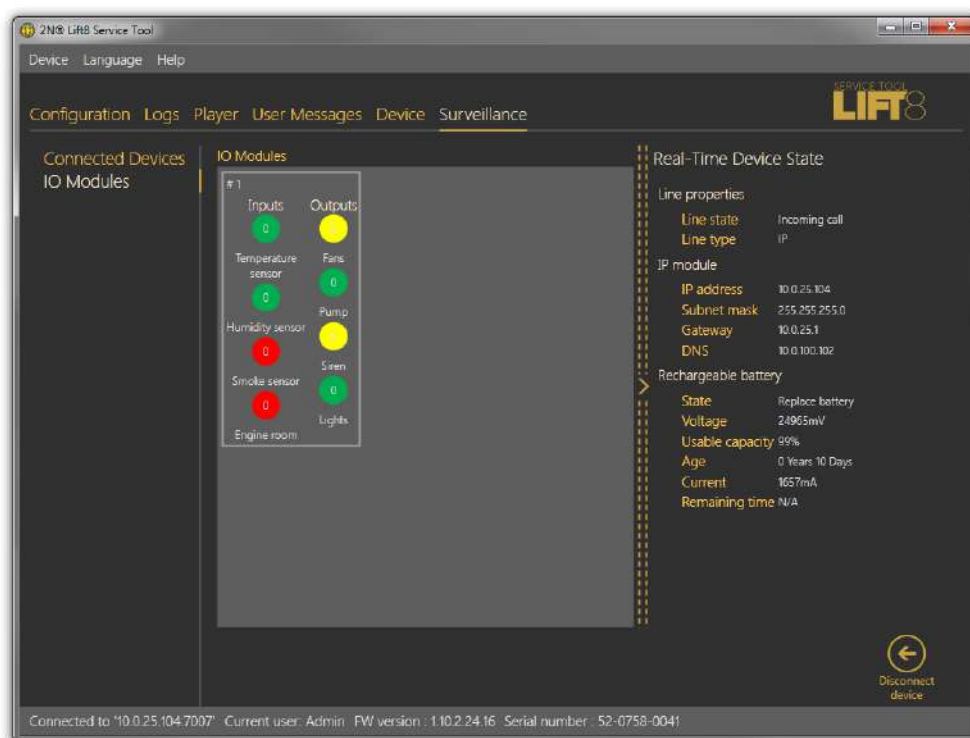 2N® Lift8 Service Tool
Device Language Help
SERVICE TOOL
LIFT8
Configuration Logs Player User Messages Device Surveillance
Connected Devices
IO Modules
IO Modules
# 1
Inputs Outputs
0
Temperature sensor Fans
0 0
Humidity sensor Pump
0
Smoke sensor Siren
0 0
Engine room Lights
Real-Time Device State
Line properties
Line state Incoming call
Line type IP
IP module
IP address 10.0.25.104
Subnet mask 255.255.255.0
Gateway 10.0.25.1
DNS 10.0.100.102
Rechargeable battery
State Replace battery
Voltage 24965mV
Usable capacity 99%
Age 0 Years 10 Days
Current 1657mA
Remaining time N/A
Disconnect
device
Connected to '10.0.25.104:7007' Current user: Admin FW version : 1.10.2.24.16 Serial number : 52-0758-0041